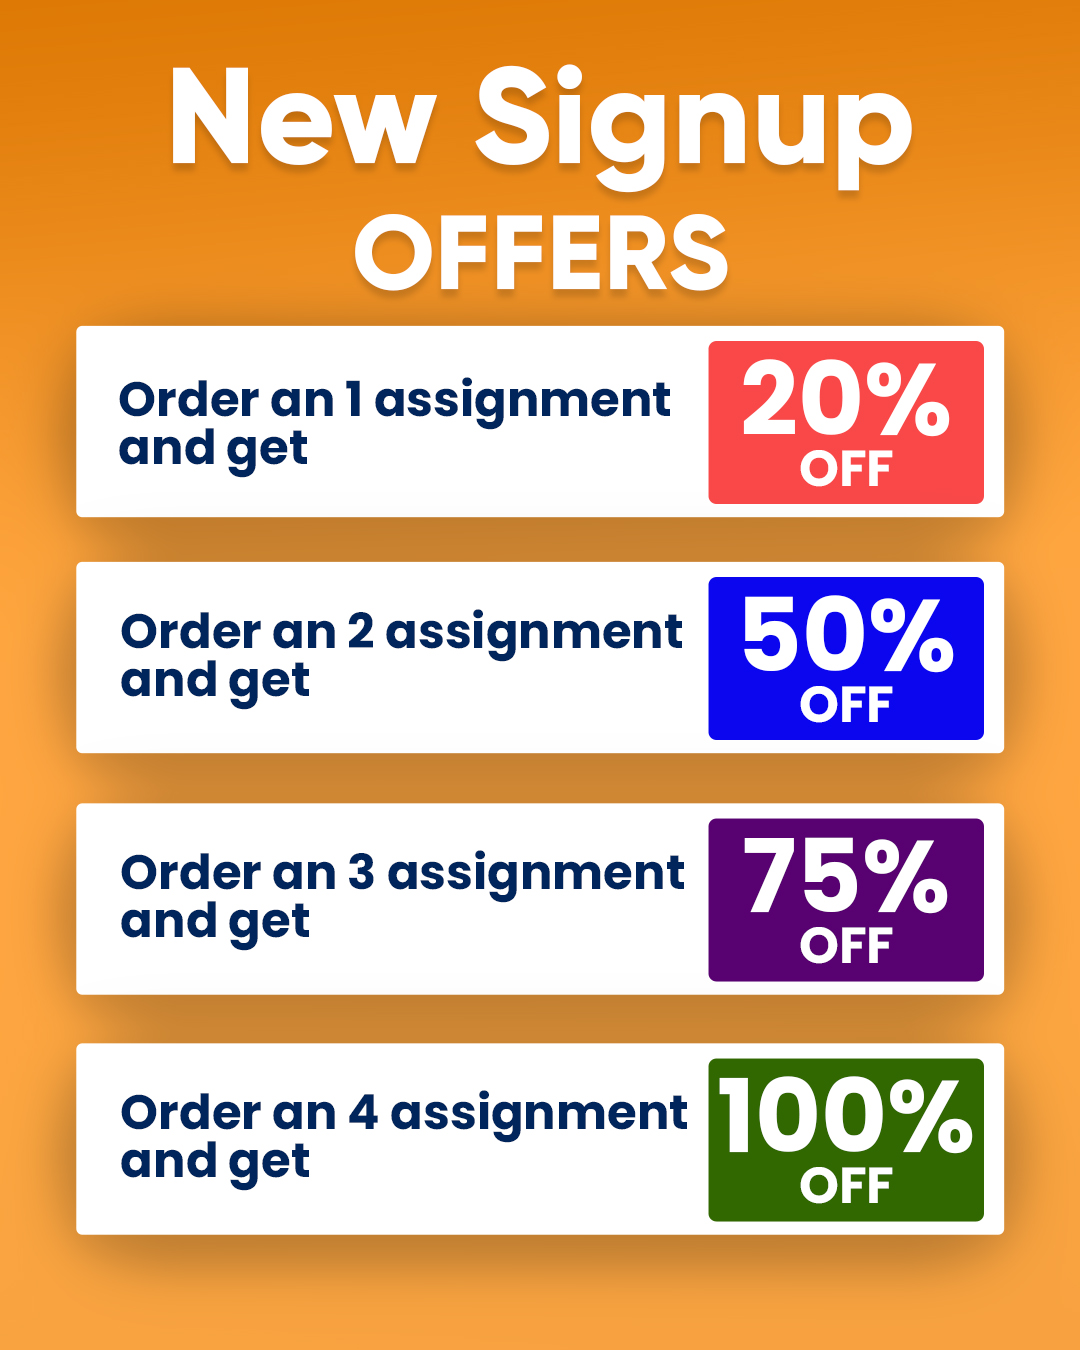 New Signup
OFFERS
Order an 1 assignment
and get
20%
OFF
Order an 2 assignment
and get
50%
OFF
Order an 3 assignment
and get
75%
OFF
Order an 4 assignment
and get
100%
OFF